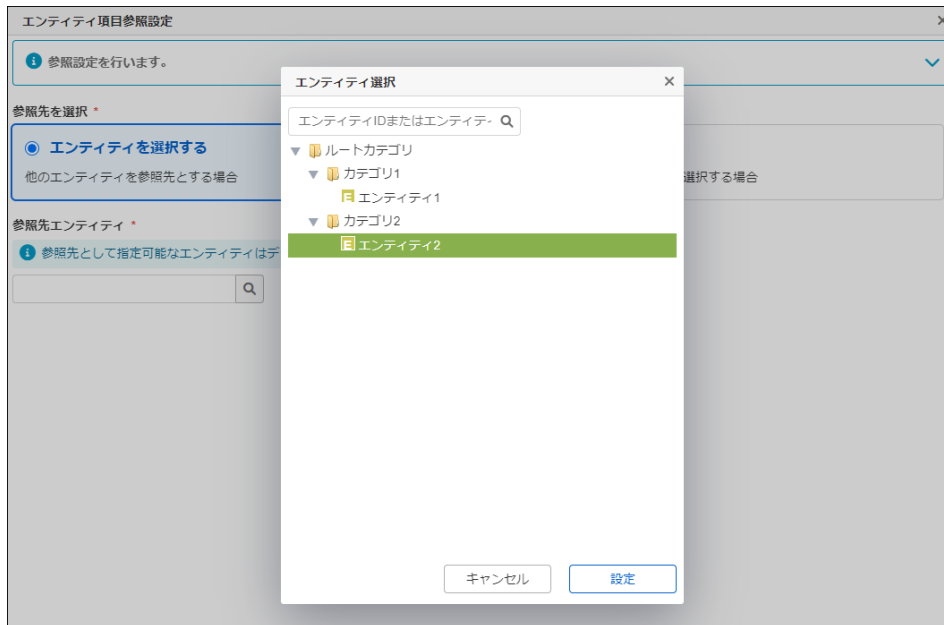 エンティティ項目参照設定
参照設定を行います。
参照先を選択 *
エンティティを選択する
他のエンティティを参照先とする場合
選択する場合
参照先エンティティ *
参照先として指定可能なエンティティはデ
エンティティ選択
エンティティIDまたはエンティテ
ルートカテゴリ
カテゴリ1
エンティティ1
カテゴリ2
エンティティ2
キャンセル
設定